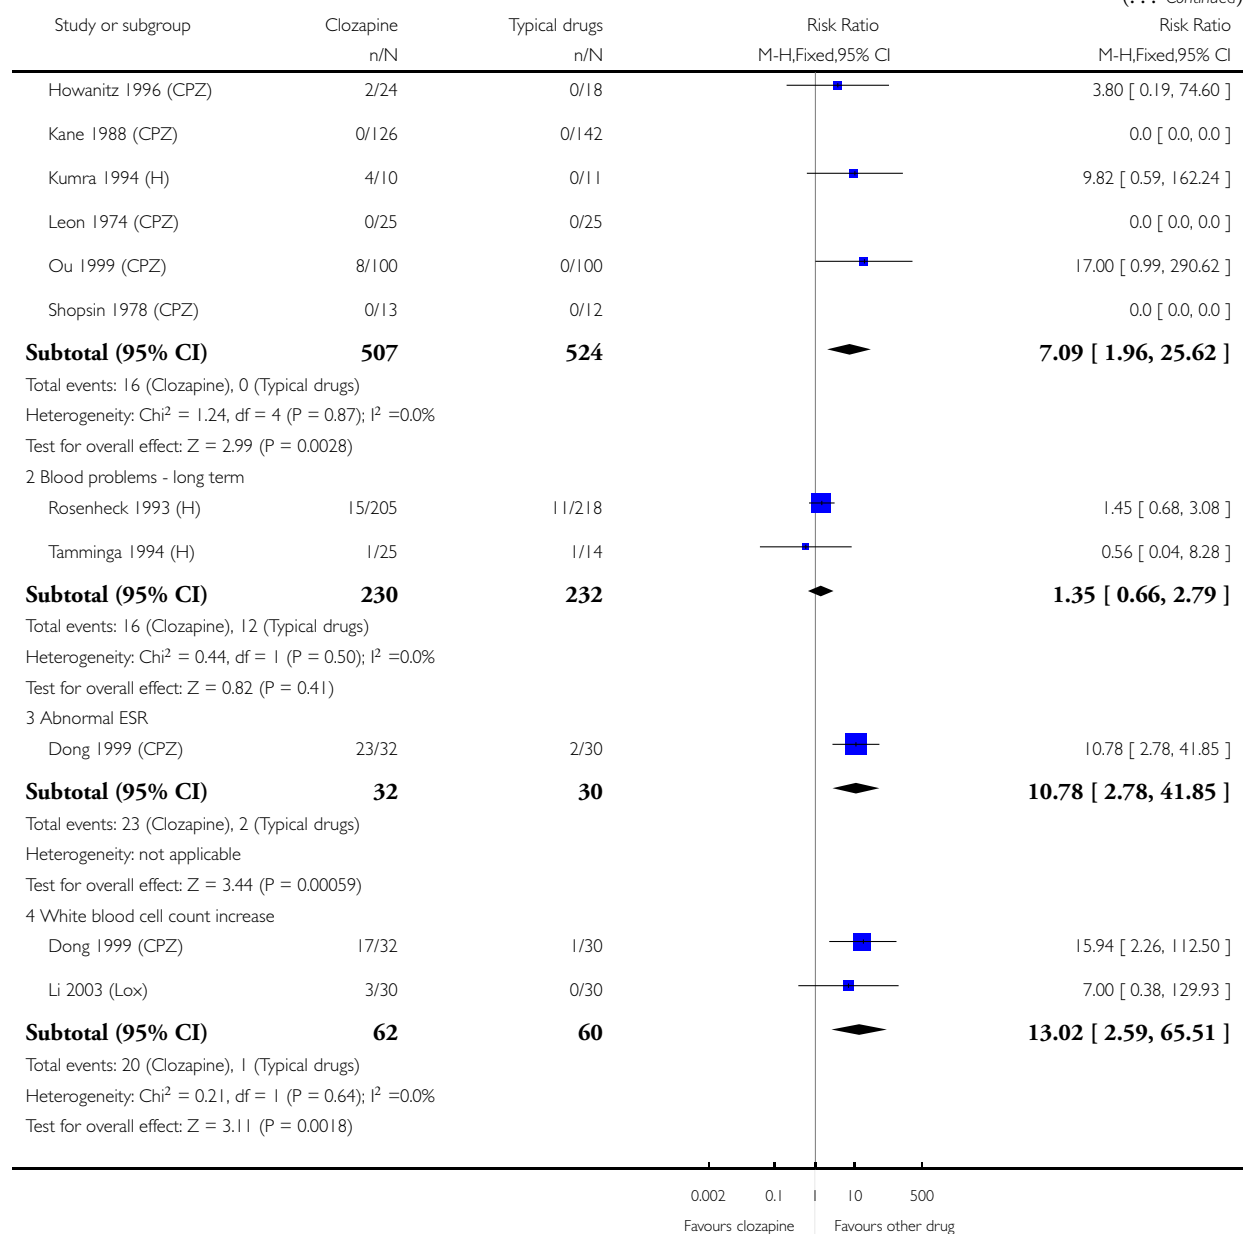 (... Continued)
Study or subgroup Clozapine Typical drugs Risk Ratio Risk Ratio
n/N n/N M-H,Fixed,95% CI M-H,Fixed,95% CI
Howanitz 1996 (CPZ) 2/24 0/18 3.80 [ 0.19, 74.60 ]
Kane 1988 (CPZ) 0/126 0/142 0.0 [ 0.0, 0.0 ]
Kumra 1994 (H) 4/10 0/11 9.82 [ 0.59, 162.24 ]
Leon 1974 (CPZ) 0/25 0/25 0.0 [ 0.0, 0.0 ]
Ou 1999 (CPZ) 8/100 0/100 17.00 [ 0.99, 290.62 ]
Shopsin 1978 (CPZ) 0/13 0/12 0.0 [ 0.0, 0.0 ]
Subtotal (95% CI) 507 524 7.09 [ 1.96, 25.62 ]
Total events: 16 (Clozapine), 0 (Typical drugs)
Heterogeneity: Chi² = 1.24, df = 4 (P = 0.87); I² =0.0%
Test for overall effect: Z = 2.99 (P = 0.0028)
2 Blood problems - long term
Rosenheck 1993 (H) 15/205 11/218 1.45 [ 0.68, 3.08 ]
Tamminga 1994 (H) 1/25 1/14 0.56 [ 0.04, 8.28 ]
Subtotal (95% CI) 230 232 1.35 [ 0.66, 2.79 ]
Total events: 16 (Clozapine), 12 (Typical drugs)
Heterogeneity: Chi² = 0.44, df = 1 (P = 0.50); I² =0.0%
Test for overall effect: Z = 0.82 (P = 0.41)
3 Abnormal ESR
Dong 1999 (CPZ) 23/32 2/30 10.78 [ 2.78, 41.85 ]
Subtotal (95% CI) 32 30 10.78 [ 2.78, 41.85 ]
Total events: 23 (Clozapine), 2 (Typical drugs)
Heterogeneity: not applicable
Test for overall effect: Z = 3.44 (P = 0.00059)
4 White blood cell count increase
Dong 1999 (CPZ) 17/32 1/30 15.94 [ 2.26, 112.50 ]
Li 2003 (Lox) 3/30 0/30 7.00 [ 0.38, 129.93 ]
Subtotal (95% CI) 62 60 13.02 [ 2.59, 65.51 ]
Total events: 20 (Clozapine), 1 (Typical drugs)
Heterogeneity: Chi² = 0.21, df = 1 (P = 0.64); I² =0.0%
Test for overall effect: Z = 3.11 (P = 0.0018)
0.002 0.1 1 10 500
Favours clozapine Favours other drug